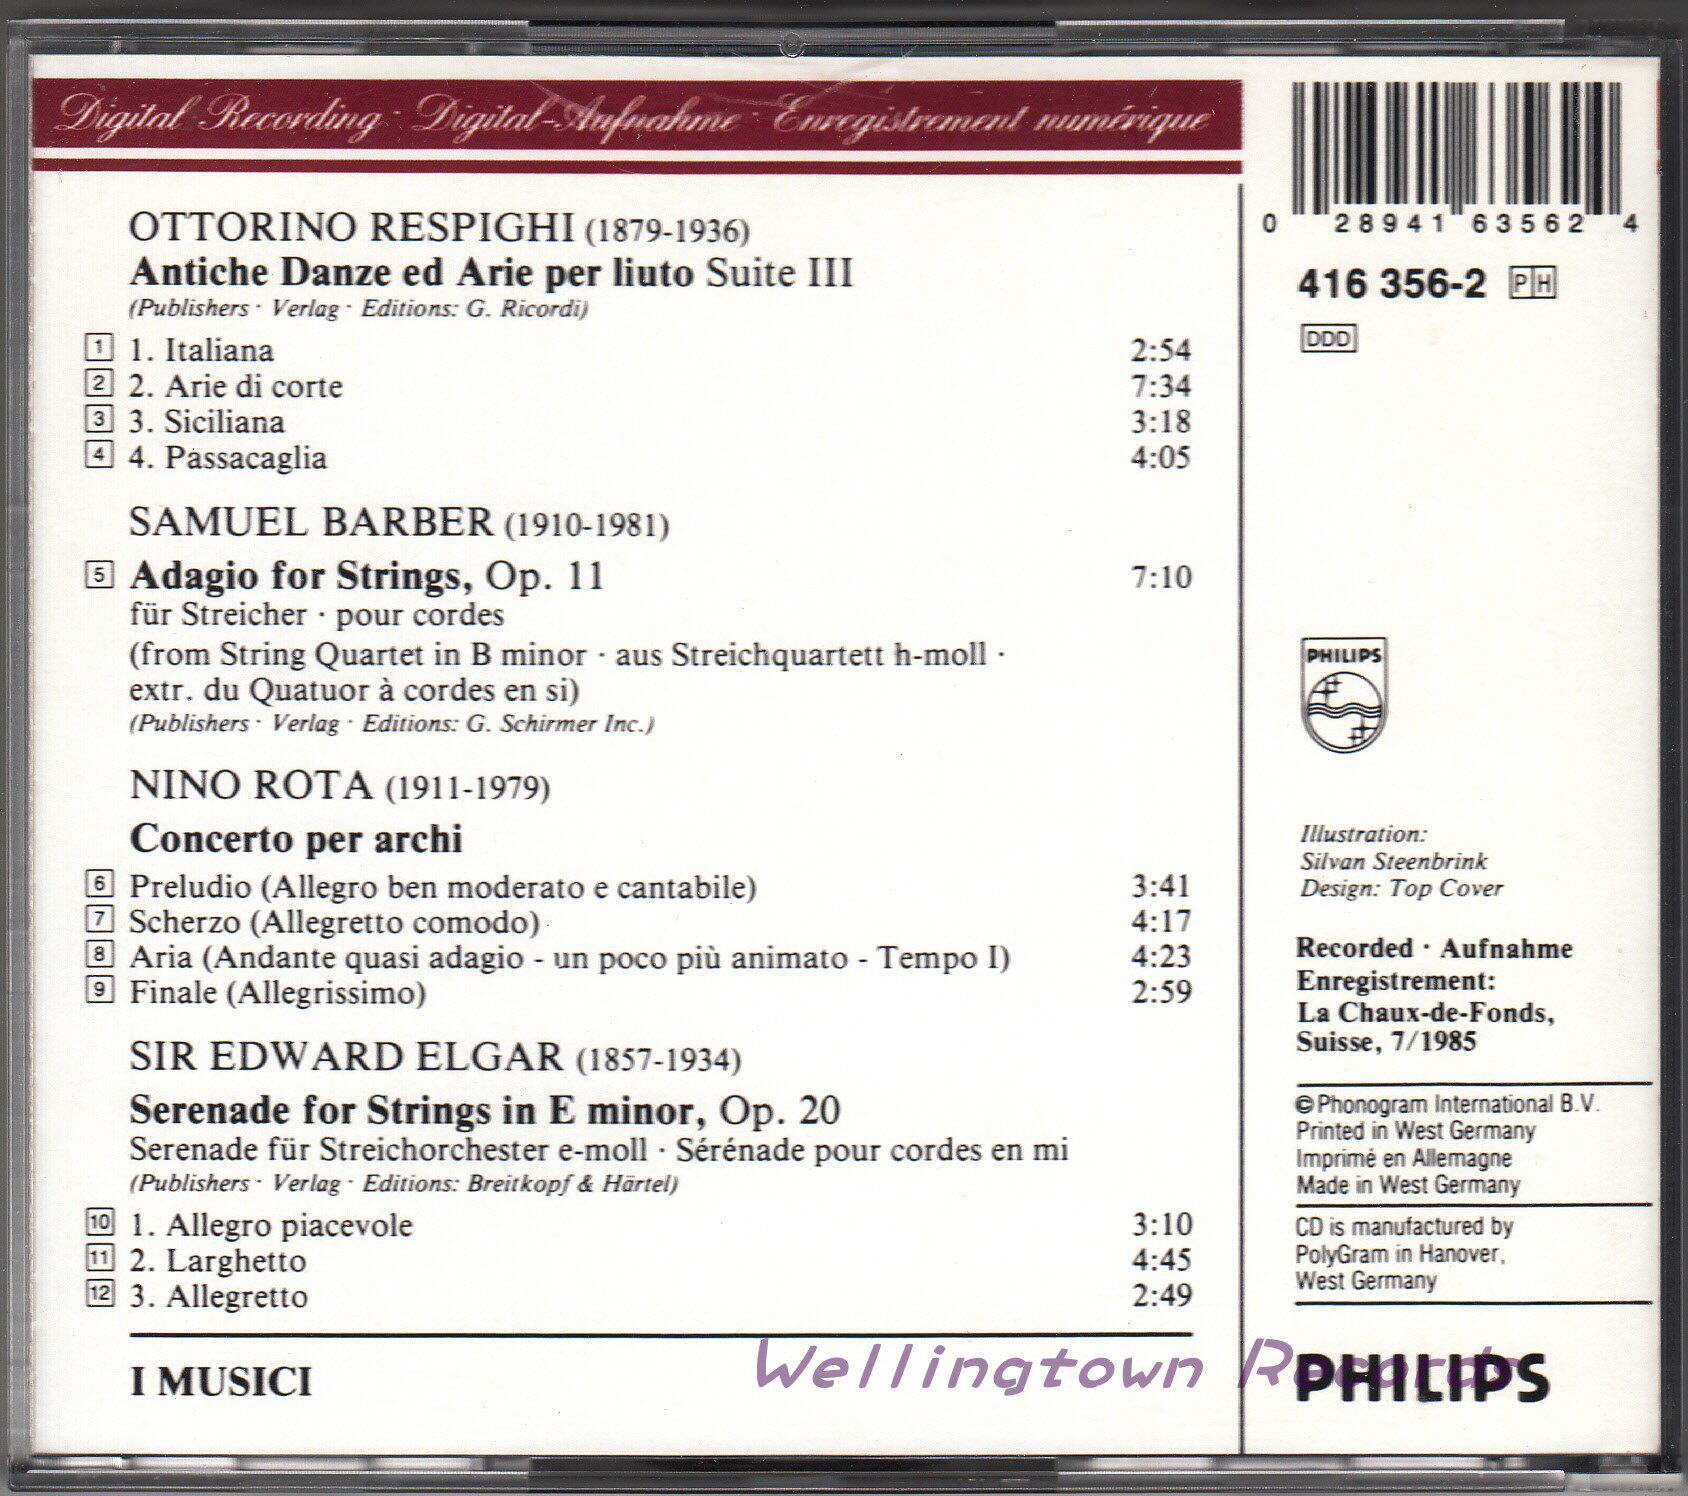 Digital Recording · Digital-Aufnahme · Enregistrement numérique
OTTORINO RESPIGHI (1879-1936)
Antiche Danze ed Arie per liuto Suite III
(Publishers · Verlag · Editions: G. Ricordi)
1 1. Italiana 2:54
2 2. Arie di corte 7:34
3 3. Siciliana 3:18
4 4. Passacaglia 4:05
SAMUEL BARBER (1910-1981)
5 Adagio for Strings, Op. 11 7:10
für Streicher · pour cordes
(from String Quartet in B minor · aus Streichquartett h-moll ·
extr. du Quatuor à cordes en si)
(Publishers · Verlag · Editions: G. Schirmer Inc.)
NINO ROTA (1911-1979)
Concerto per archi
6 Preludio (Allegro ben moderato e cantabile) 3:41
7 Scherzo (Allegretto comodo) 4:17
8 Aria (Andante quasi adagio - un poco più animato - Tempo I) 4:23
9 Finale (Allegrissimo) 2:59
SIR EDWARD ELGAR (1857-1934)
Serenade for Strings in E minor, Op. 20
Serenade für Streichorchester e-moll · Sérénade pour cordes en mi
(Publishers · Verlag · Editions: Breitkopf & Härtel)
10 1. Allegro piacevole 3:10
11 2. Larghetto 4:45
12 3. Allegretto 2:49
I MUSICI
0 28941 63562 4
416 356-2 PH
DDD
PHILIPS
Illustration:
Silvan Steenbrink
Design: Top Cover
Recorded · Aufnahme
Enregistrement:
La Chaux-de-Fonds,
Suisse, 7/1985
© Phonogram International B.V.
Printed in West Germany
Imprimé en Allemagne
Made in West Germany
CD is manufactured by
PolyGram in Hanover,
West Germany
PHILIPS
Wellingtown Records